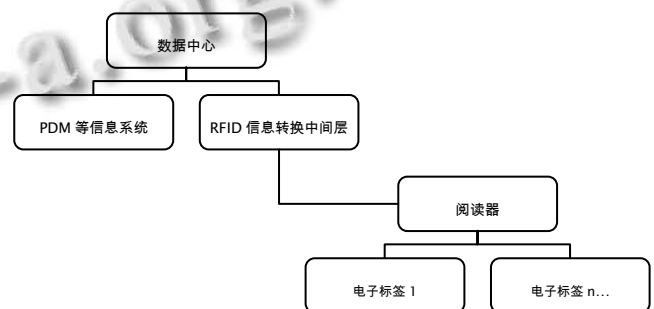 数据中心
PDM 等信息系统
RFID 信息转换中间层
阅读器
电子标签 1
电子标签 n…